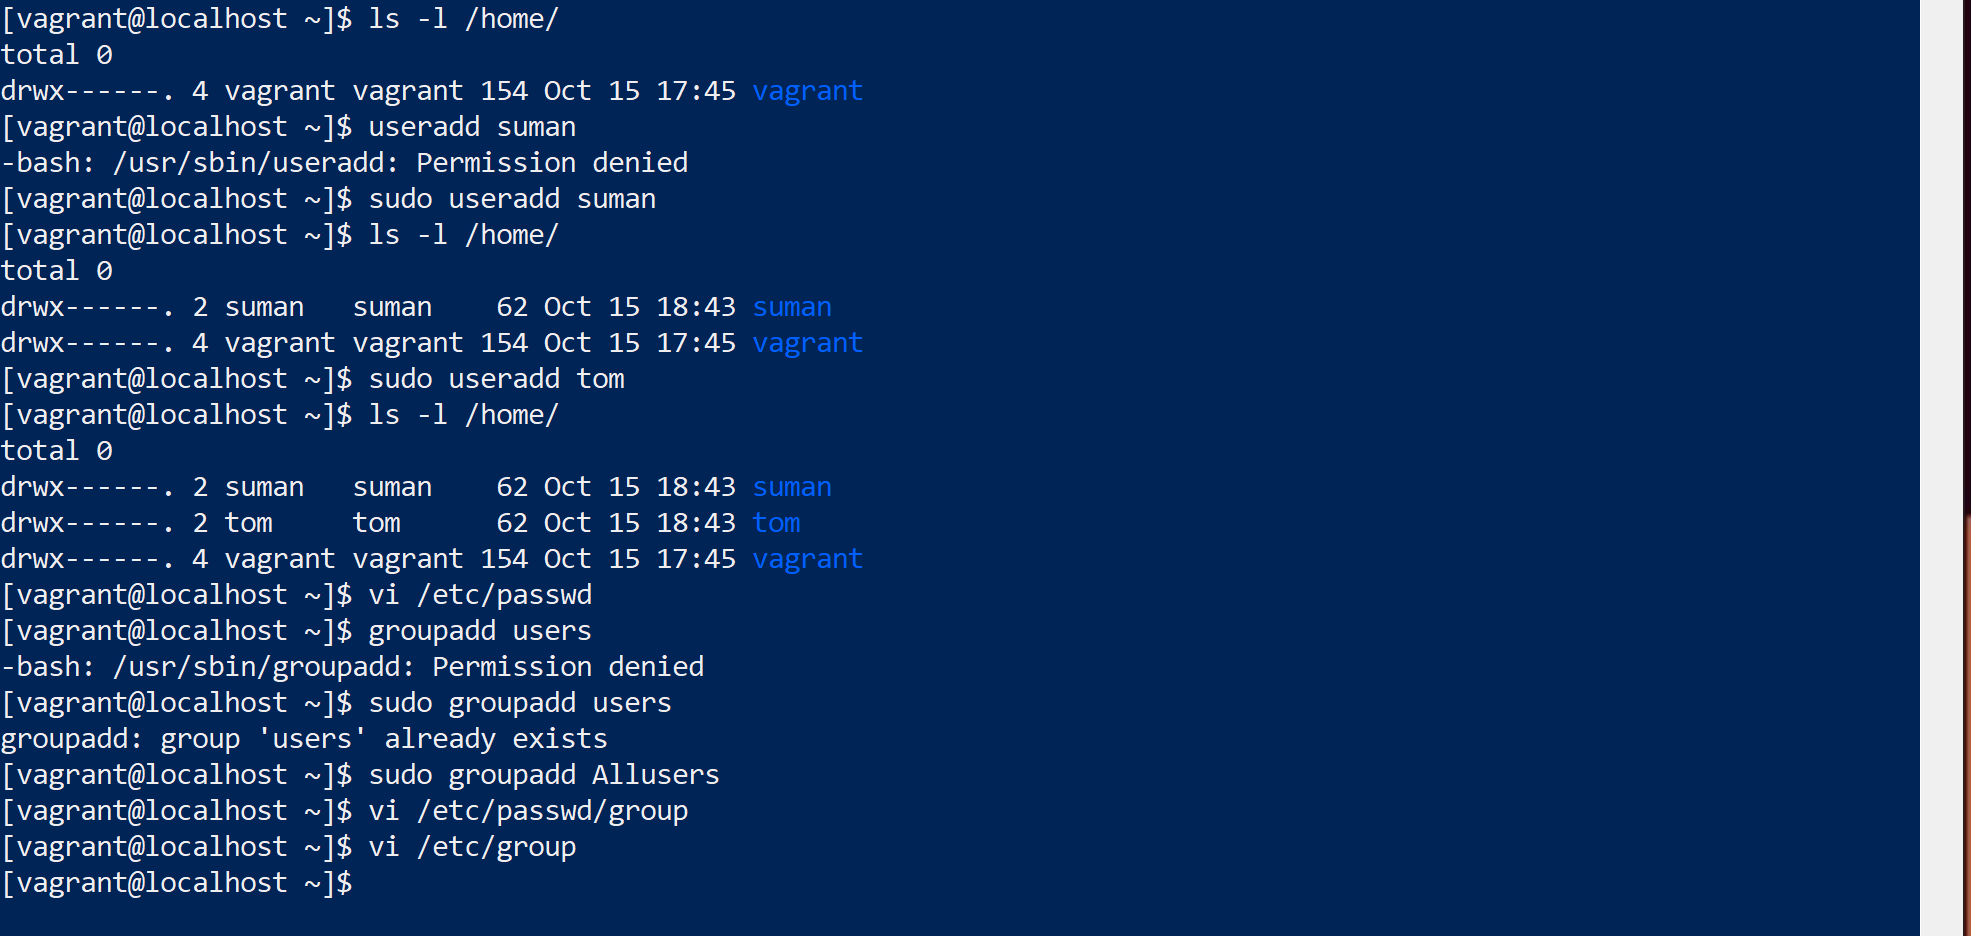 [vagrant@localhost ~]$ ls -l /home/
total 0
drwx------. 4 vagrant vagrant 154 Oct 15 17:45 vagrant
[vagrant@localhost ~]$ useradd suman
-bash: /usr/sbin/useradd: Permission denied
[vagrant@localhost ~]$ sudo useradd suman
[vagrant@localhost ~]$ ls -l /home/
total 0
drwx------. 2 suman   suman    62 Oct 15 18:43 suman
drwx------. 4 vagrant vagrant 154 Oct 15 17:45 vagrant
[vagrant@localhost ~]$ sudo useradd tom
[vagrant@localhost ~]$ ls -l /home/
total 0
drwx------. 2 suman   suman    62 Oct 15 18:43 suman
drwx------. 2 tom     tom      62 Oct 15 18:43 tom
drwx------. 4 vagrant vagrant 154 Oct 15 17:45 vagrant
[vagrant@localhost ~]$ vi /etc/passwd
[vagrant@localhost ~]$ groupadd users
-bash: /usr/sbin/groupadd: Permission denied
[vagrant@localhost ~]$ sudo groupadd users
groupadd: group 'users' already exists
[vagrant@localhost ~]$ sudo groupadd Allusers
[vagrant@localhost ~]$ vi /etc/passwd/group
[vagrant@localhost ~]$ vi /etc/group
[vagrant@localhost ~]$